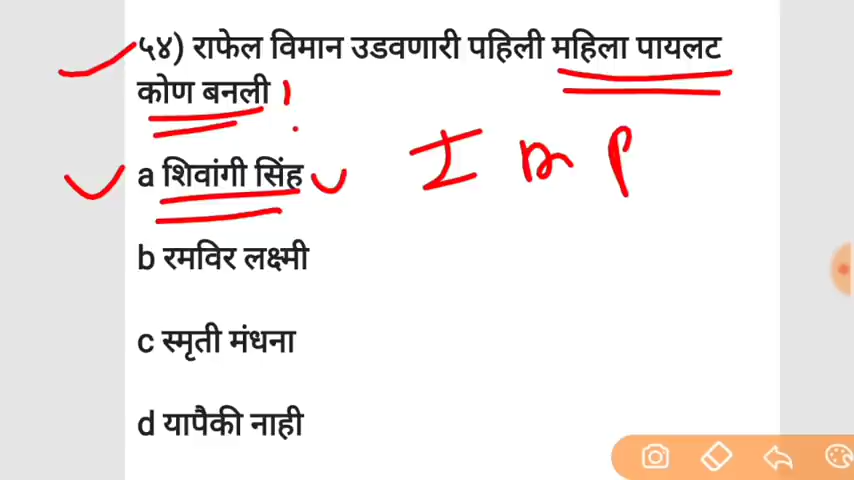 ५४) राफेल विमान उडवणारी पहिली महिला पायलट
कोण बनली !
Imp
a शिवांगी सिंह
b रमविर लक्ष्मी
c स्मृती मंधना
d यापैकी नाही